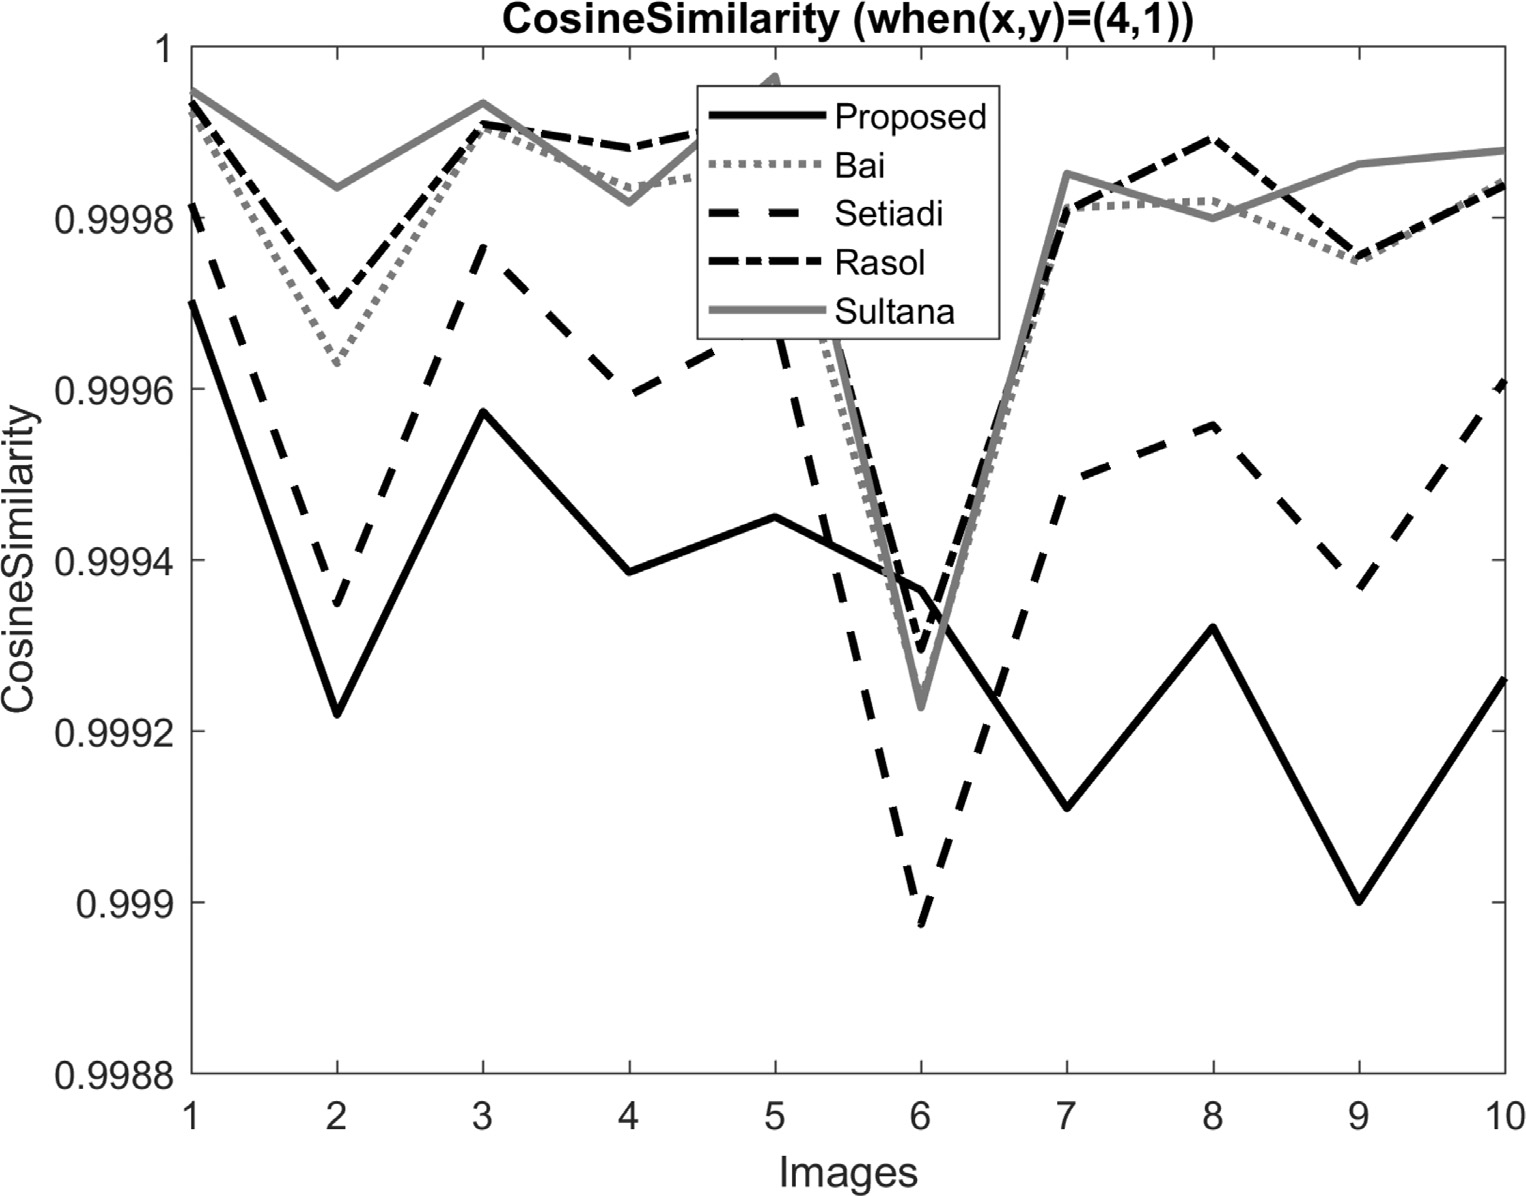 CosineSimilarity (when(x,y)=(4,1))
1
0.9998
0.9996
0.9994
0.9992
0.999
0.9988
CosineSimilarity
Proposed
Bai
Setiadi
Rasol
Sultana
1 2 3 4 5 6 7 8 9 10
Images